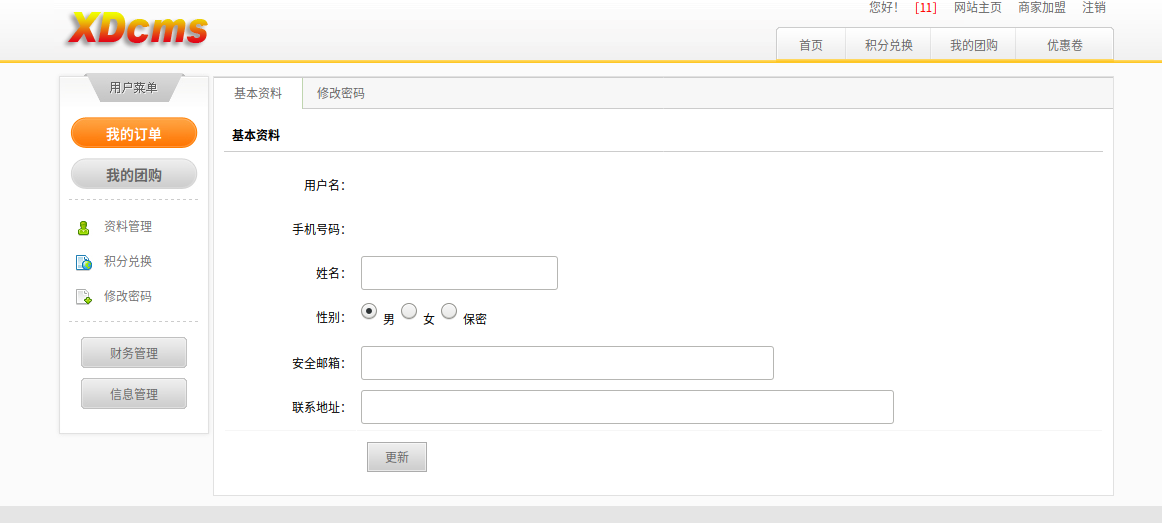 XDcms
您好！ [11] 网站主页 商家加盟 注销
首页 积分兑换 我的团购 优惠卷
用户菜单
我的订单
我的团购
资料管理
积分兑换
修改密码
财务管理
信息管理
基本资料 修改密码
基本资料
用户名：
手机号码：
姓名：
性别： 男 女 保密
安全邮箱：
联系地址：
更新